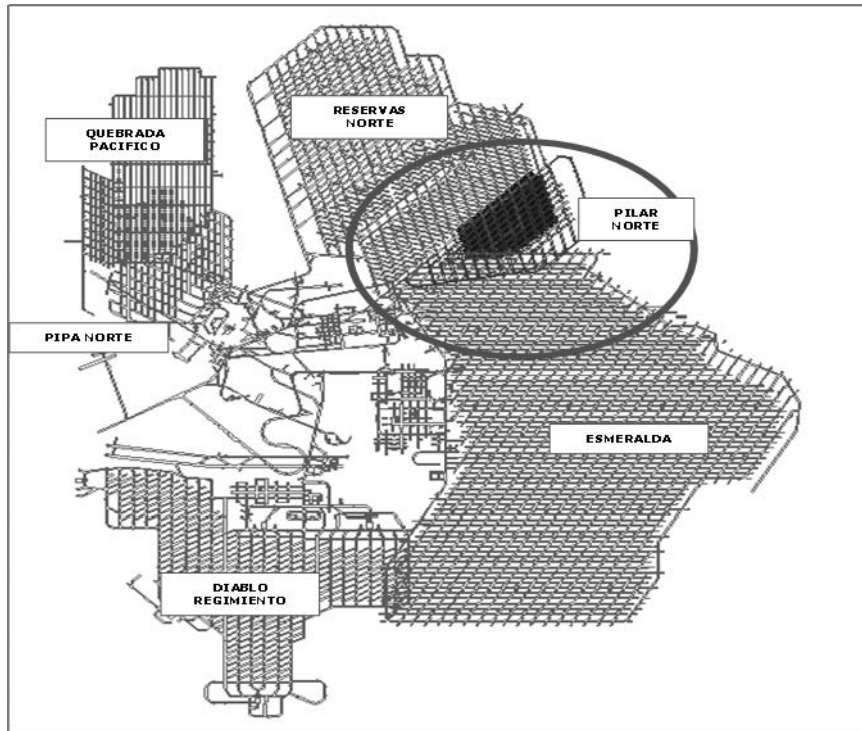 RESERVAS
NORTE
QUEBRADA
PACIFICO
PILAR
NORTE
PIPA NORTE
ESMERALDA
DIABLO
REGIMIENTO